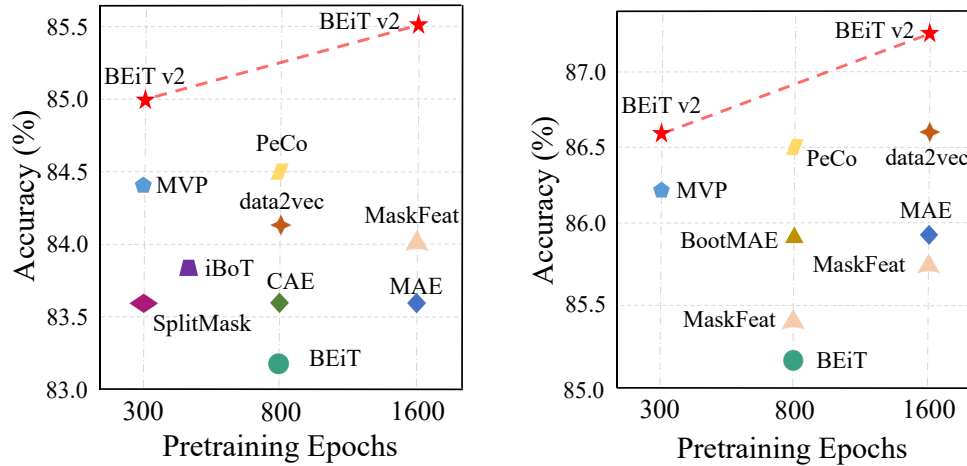 85.5
BEiT v2
85.0
BEiT v2
84.5
PeCo
MVP
data2vec
MaskFeat
84.0
iBoT
CAE
MAE
83.5
SplitMask
BEiT
83.0
300
800
1600
Pretraining Epochs
Accuracy (%)
BEiT v2
87.0
BEiT v2
86.5
PeCo
data2vec
MVP
86.0
MAE
BootMAE
MaskFeat
85.5
MaskFeat
BEiT
85.0
300
800
1600
Pretraining Epochs
Accuracy (%)